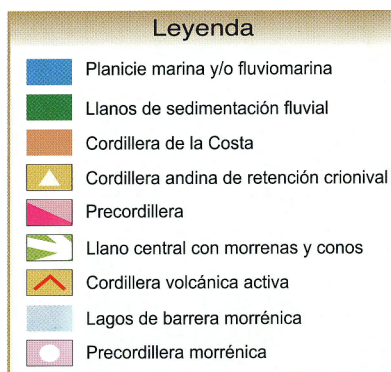 Leyenda
Planicie marina y/o fluviomarina
Llanos de sedimentación fluvial
Cordillera de la Costa
Cordillera andina de retención crionival
Precordillera
Llano central con morrenas y conos
Cordillera volcánica activa
Lagos de barrera morrénica
Precordillera morrénica